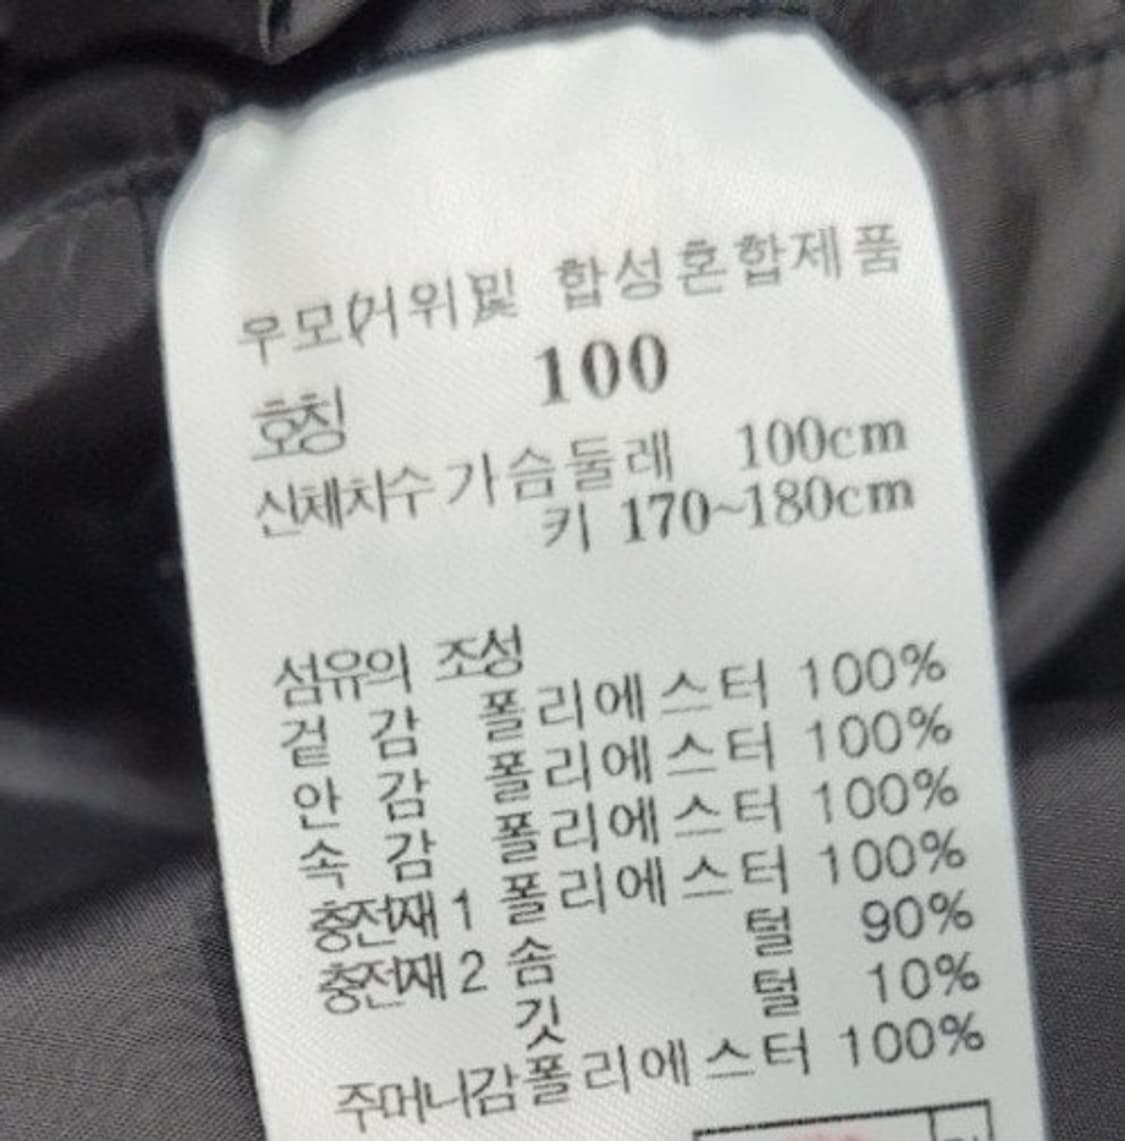 우모(거위및 합성혼합제품
호칭 100
신체치수 가슴둘레 100cm
키 170~180cm
섬유의 조성
겉 감 폴리에스터 100%
안 감 폴리에스터 100%
속 감 폴리에스터 100%
충전재 1 폴리에스터 100%
충전재 2 솜 털 90%
깃 털 10%
주머니감 폴리에스터 100%